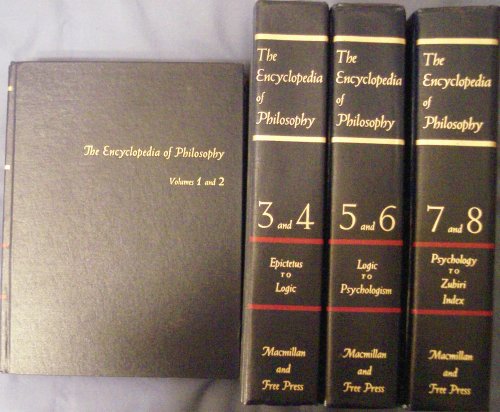 The Encyclopedia of Philosophy
Volumes 1 and 2
The
Encyclopedia
of
Philosophy
3 and 4
Epictetus
TO
Logic
Macmillan
and
Free Press
The
Encyclopedia
of
Philosophy
5 and 6
Logic
TO
Psychologism
Macmillan
and
Free Press
The
Encyclopedia
of
Philosophy
7 and 8
Psychology
TO
Zubiri
Index
Macmillan
and
Free Press